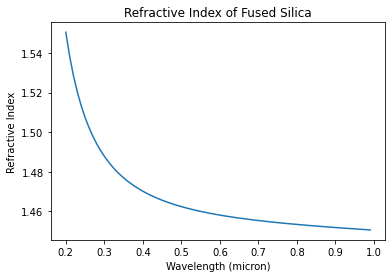 Refractive Index of Fused Silica
Refractive Index
1.54
1.52
1.50
1.48
1.46
0.2 0.3 0.4 0.5 0.6 0.7 0.8 0.9 1.0
Wavelength (micron)